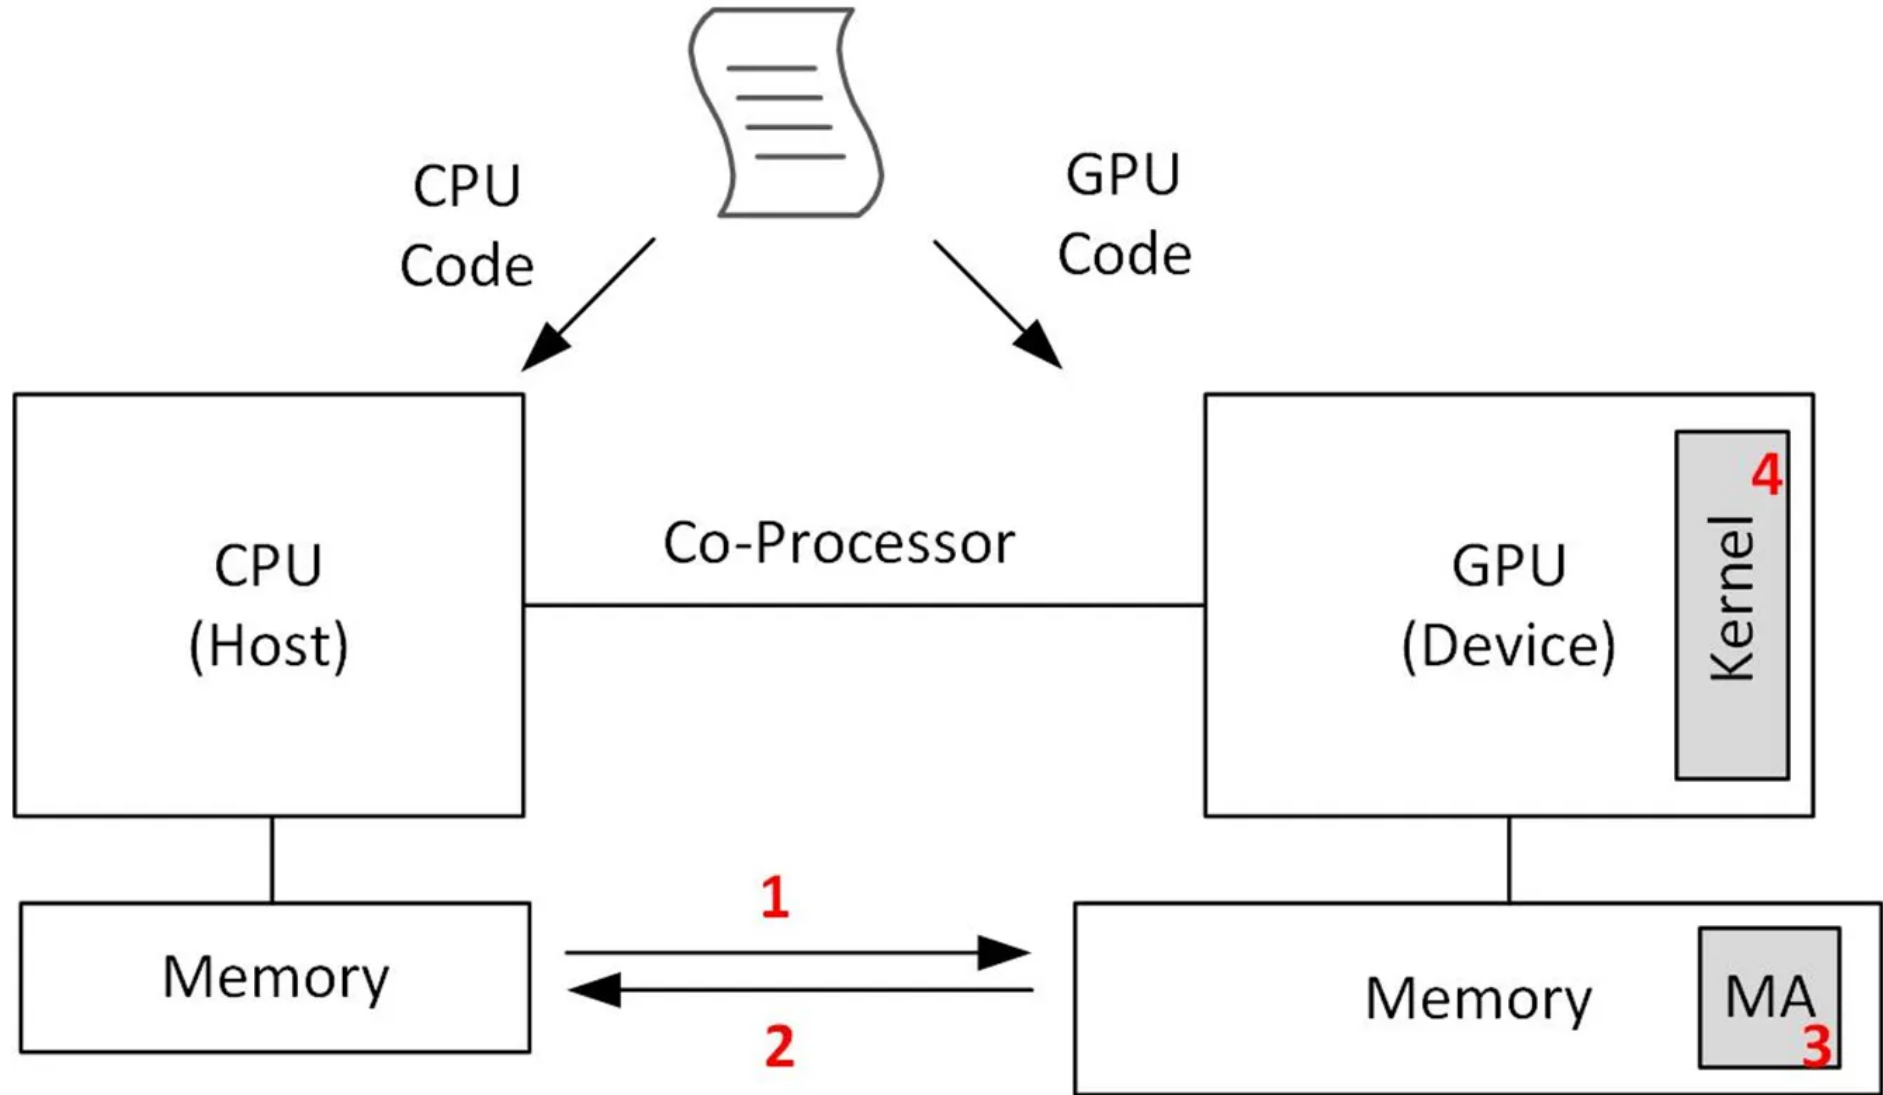 CPU
Code
GPU
Code
CPU
(Host)
Co-Processor
GPU
(Device)
Kernel
4
Memory
1
2
Memory
MA
3